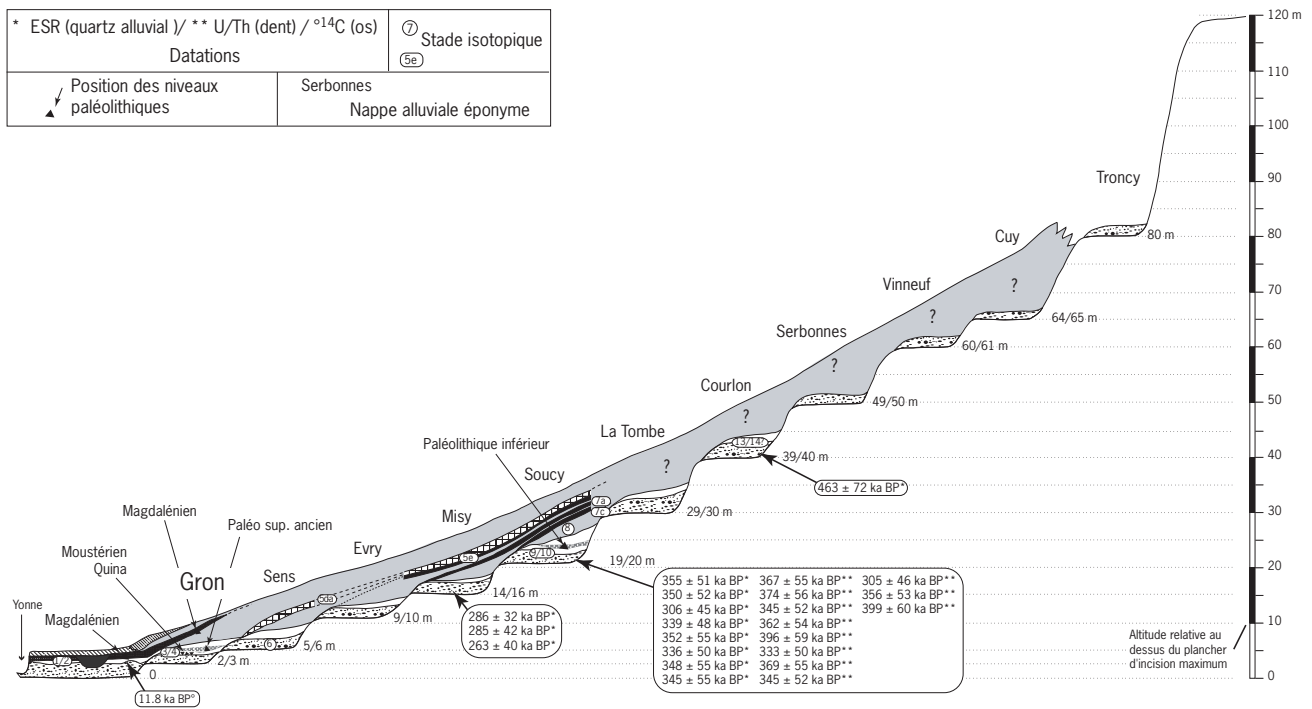 * ESR (quartz alluvial )/ ** U/Th (dent) / °14C (os)
Datations
7
Stade isotopique
5e
Position des niveaux
paléolithiques
Serbonnes
Nappe alluviale éponyme
120 m
110
100
90
80
70
60
50
40
30
20
10
0
Altitude relative au
dessus du plancher
d'incision maximum
Troncy
80 m
Cuy
?
64/65 m
Vinneuf
?
60/61 m
Serbonnes
?
49/50 m
Courlon
?
13/14?
39/40 m
463 ± 72 ka BP*
La Tombe
?
29/30 m
Paléolithique inférieur
Soucy
7a
7c
8
9/10
19/20 m
355 ± 51 ka BP* 367 ± 55 ka BP** 305 ± 46 ka BP**
350 ± 52 ka BP* 374 ± 56 ka BP** 356 ± 53 ka BP**
306 ± 45 ka BP* 345 ± 52 ka BP** 399 ± 60 ka BP**
339 ± 48 ka BP* 362 ± 54 ka BP**
352 ± 55 ka BP* 396 ± 59 ka BP**
336 ± 50 ka BP* 333 ± 50 ka BP**
348 ± 55 ka BP* 369 ± 55 ka BP**
345 ± 55 ka BP* 345 ± 52 ka BP**
Misy
5e
14/16 m
286 ± 32 ka BP*
285 ± 42 ka BP*
263 ± 40 ka BP*
Evry
9/10 m
Sens
5da
6
5/6 m
Magdalénien
Paléo sup. ancien
Moustérien
Quina
Gron
3/4
2/3 m
Yonne
Magdalénien
1/2
0
11.8 ka BP°